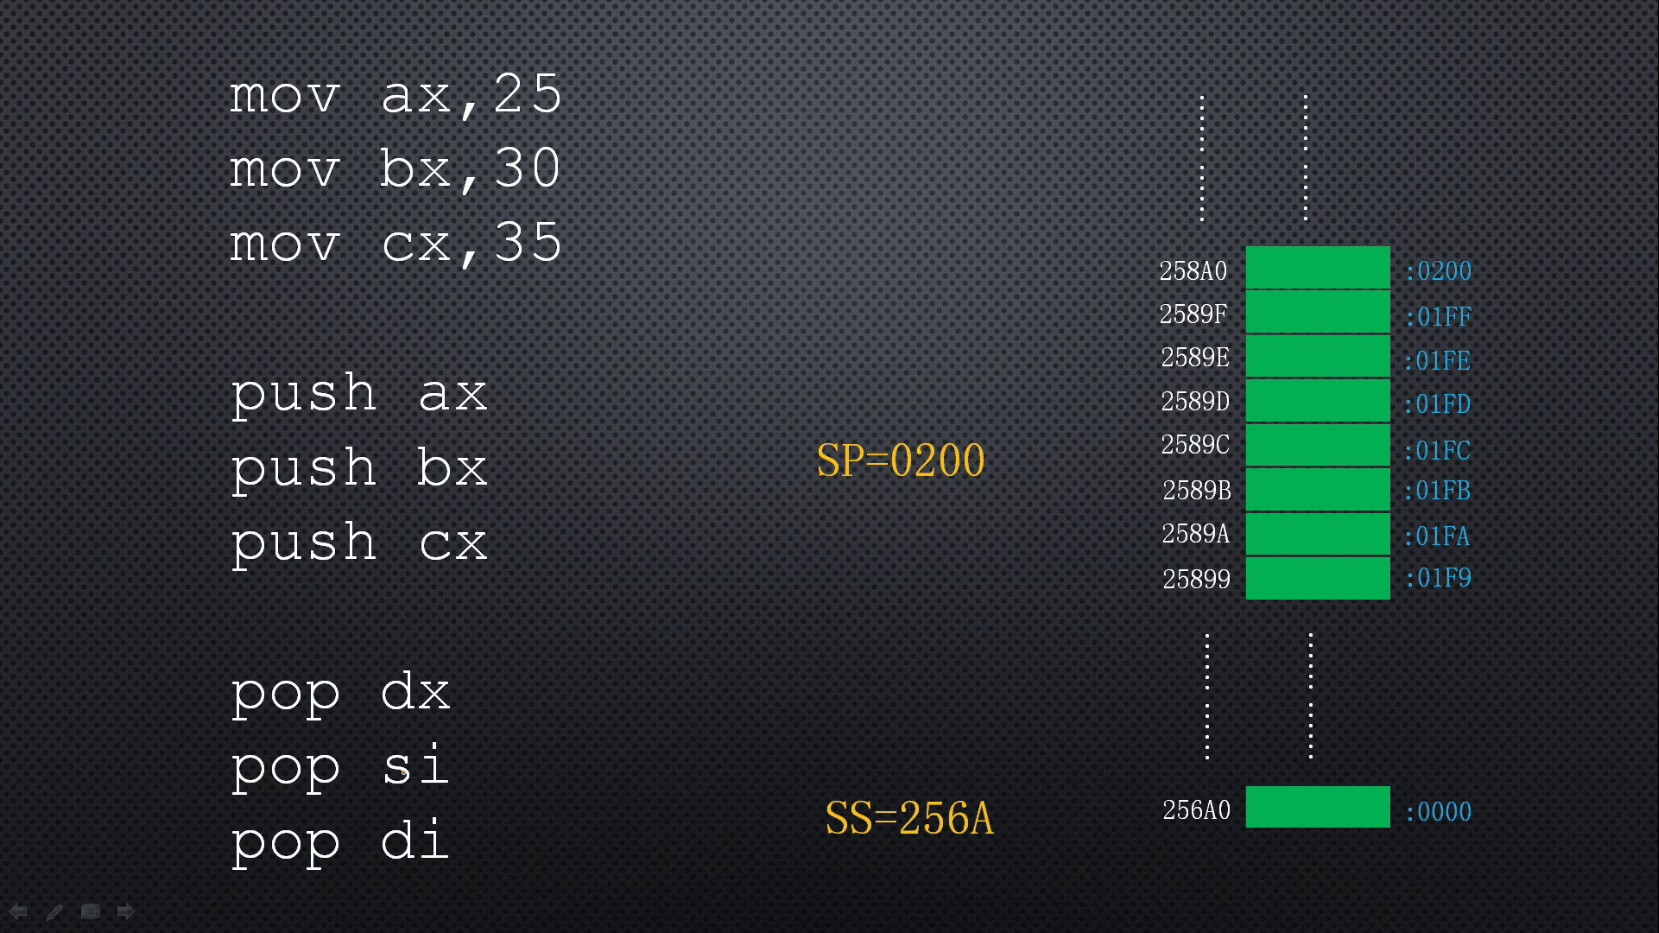 mov ax,25
mov bx,30
mov cx,35
push ax
push bx
push cx
pop dx
pop si
pop di
SP=0200
SS=256A
258A0 :0200
2589F :01FF
2589E :01FE
2589D :01FD
2589C :01FC
2589B :01FB
2589A :01FA
25899 :01F9
256A0 :0000